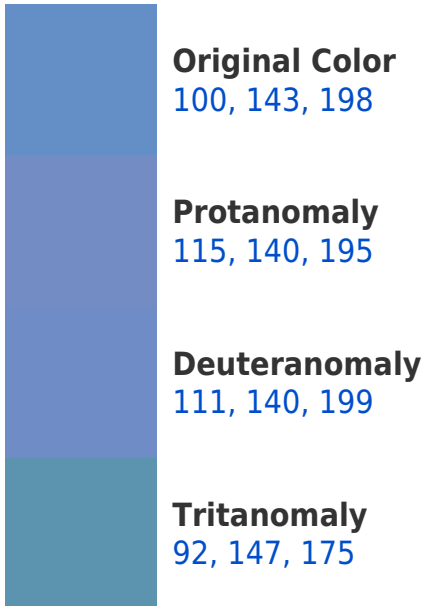 Original Color
100, 143, 198
Protanomaly
115, 140, 195
Deuteranomaly
111, 140, 199
Tritanomaly
92, 147, 175